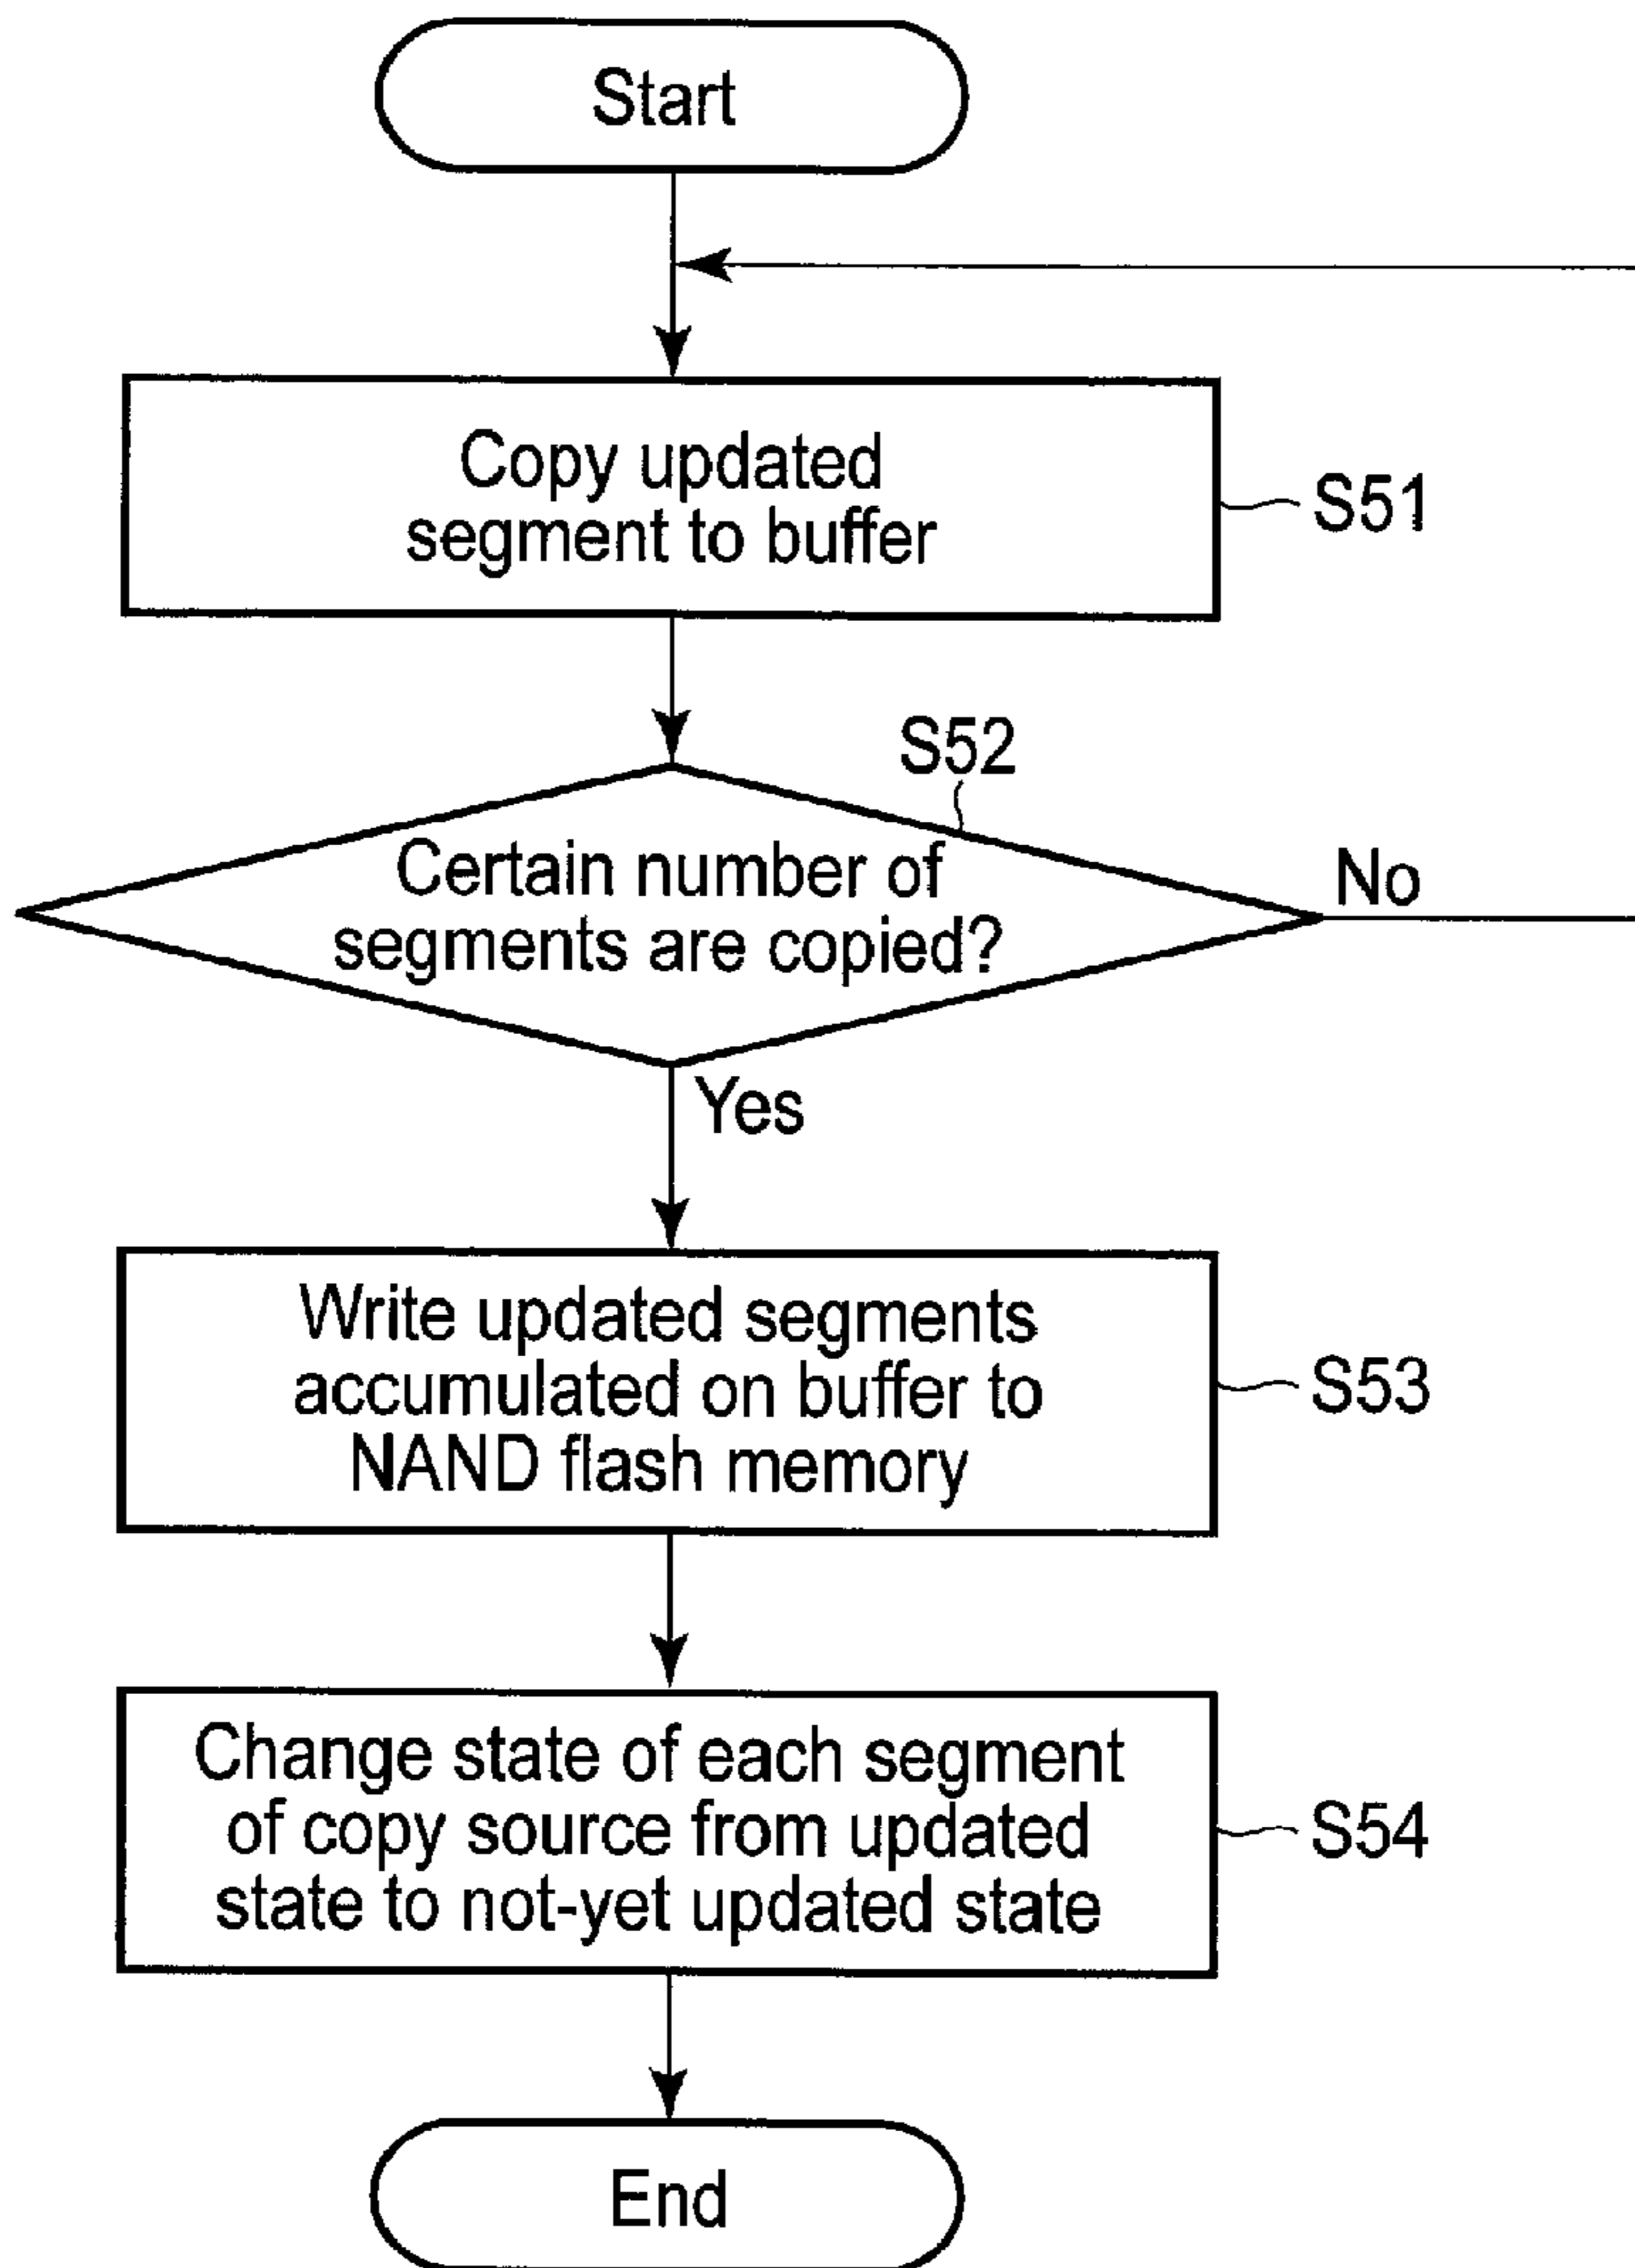 Start
Copy updated
segment to buffer
S51
S52
Certain number of
segments are copied?
No
Yes
Write updated segments
accumulated on buffer to
NAND flash memory
S53
Change state of each segment
of copy source from updated
state to not-yet updated state
S54
End